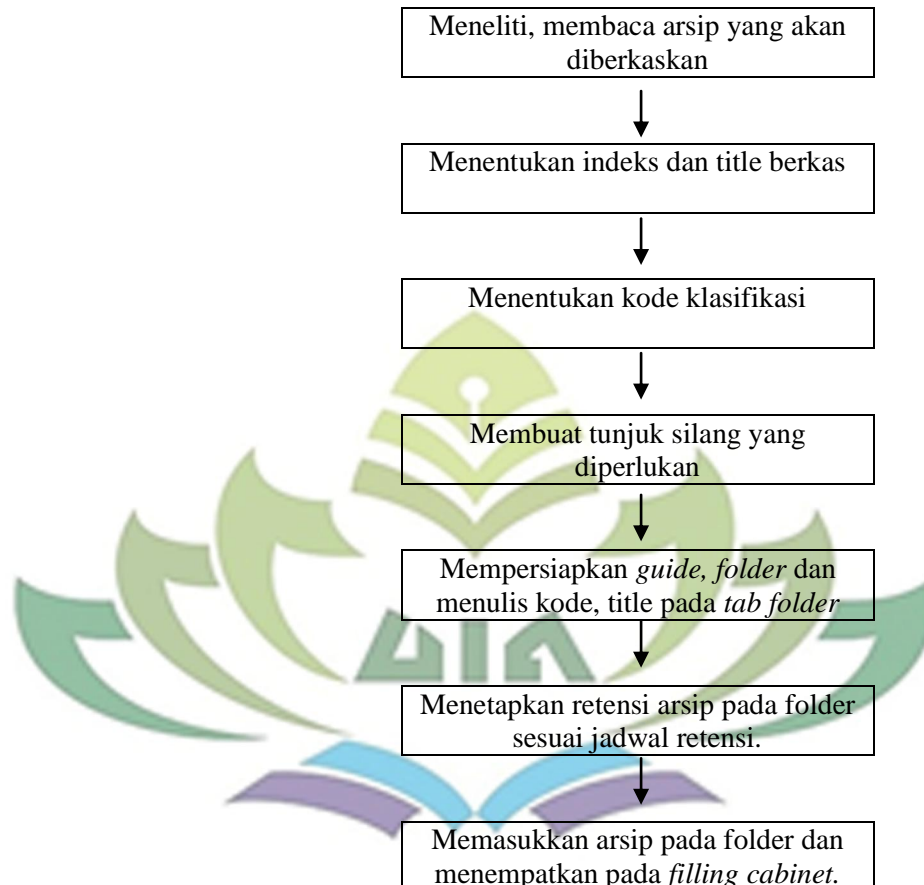 Meneliti, membaca arsip yang akan
diberkaskan
Menentukan indeks dan title berkas
Menentukan kode klasifikasi
Membuat tunjuk silang yang
diperlukan
Mempersiapkan guide, folder dan
menulis kode, title pada tab folder
Menetapkan retensi arsip pada folder
sesuai jadwal retensi.
Memasukkan arsip pada folder dan
menempatkan pada filling cabinet.